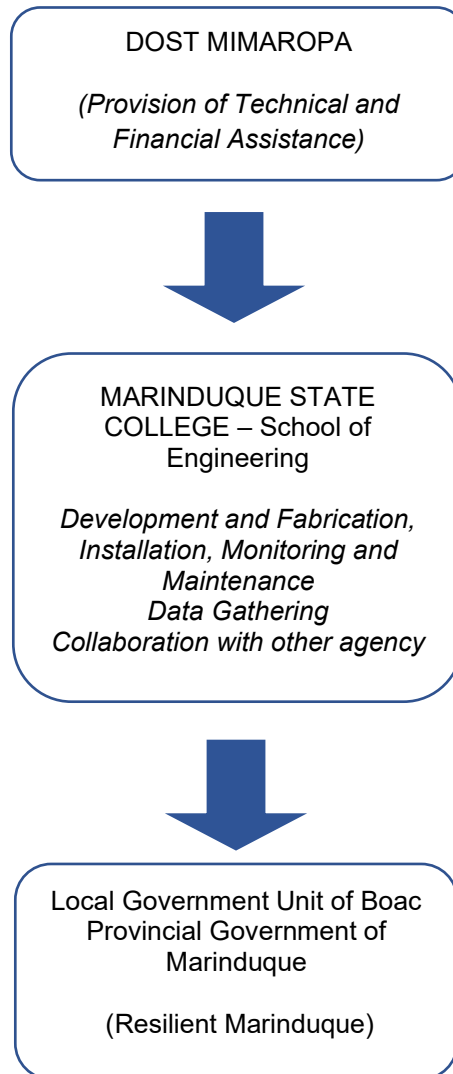 DOST MIMAROPA
(Provision of Technical and
Financial Assistance)
MARINDUQUE STATE
COLLEGE – School of
Engineering
Development and Fabrication,
Installation, Monitoring and
Maintenance
Data Gathering
Collaboration with other agency
Local Government Unit of Boac
Provincial Government of
Marinduque
(Resilient Marinduque)